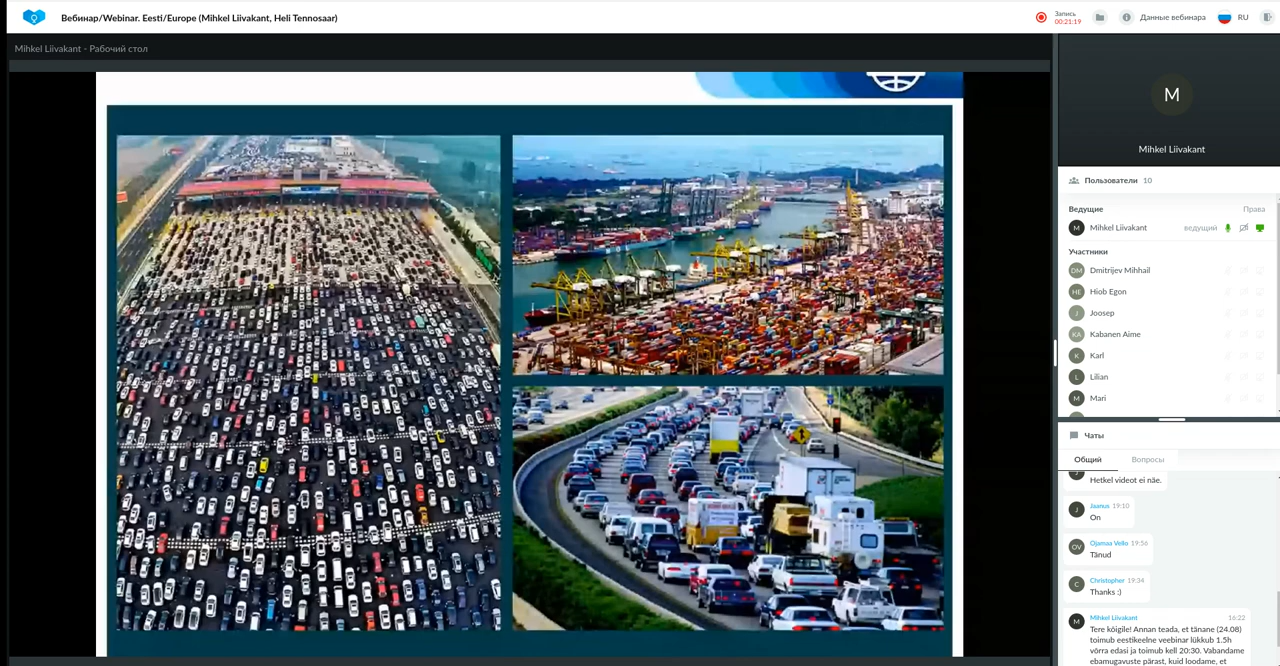 Вебинар/Webinar. Eesti/Europe (Mihkel Liivakant, Heli Tennosaar)
Запись
00:21:19
Данные вебинара
RU
Mihkel Liivakant - Рабочий стол
M
Mihkel Liivakant
Пользователи 10
Ведущие Права
M Mihkel Liivakant ведущий
Участники
DM Dmitrijev Mihhail
HE Hiob Egon
J Joosep
KA Kabanen Aime
K Karl
L Lilian
M Mari
Чаты
Общий Вопросы
Hetkel videot ei näe.
J Jaanus 19:10
On
OV Ojamaa Vello 19:56
Tänud
C Christopher 19:34
Thanks :)
M Mihkel Liivakant 16:22
Tere kõigile! Annan teada, et tänane (24.08)
toimub eestikeelne veebinar lükkub 1.5h
võrra edasi ja toimub kell 20:30. Vabandame
ebamugavuste pärast, kuid loodame, et